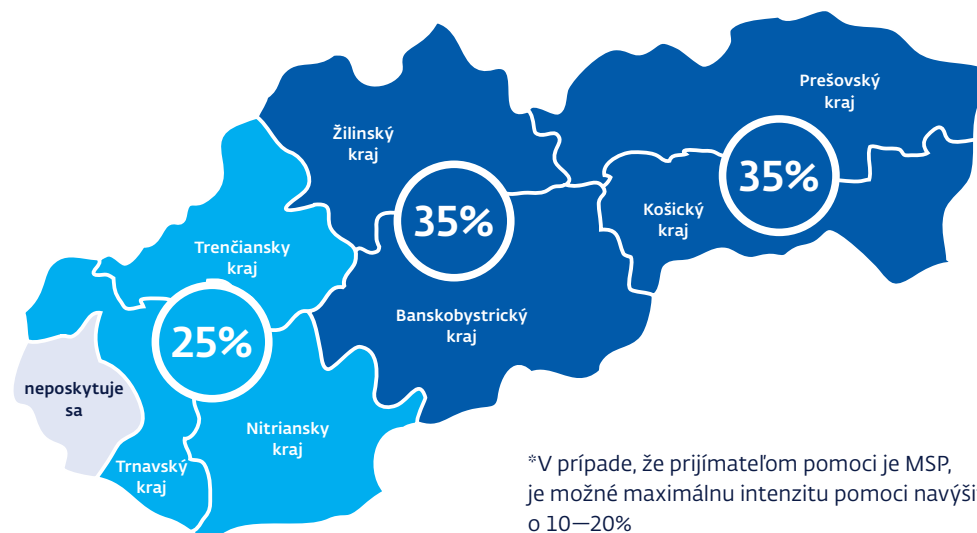 Prešovský
kraj
Žilinský
kraj
35%
35%
Košický
kraj
Trenčiansky
kraj
Banskobystrický
kraj
25%
neposkytuje
sa
Nitriansky
kraj
Trnavský
kraj
*V prípade, že prijímateľom pomoci je MSP,
je možné maximálnu intenzitu pomoci navýši
o 10—20%